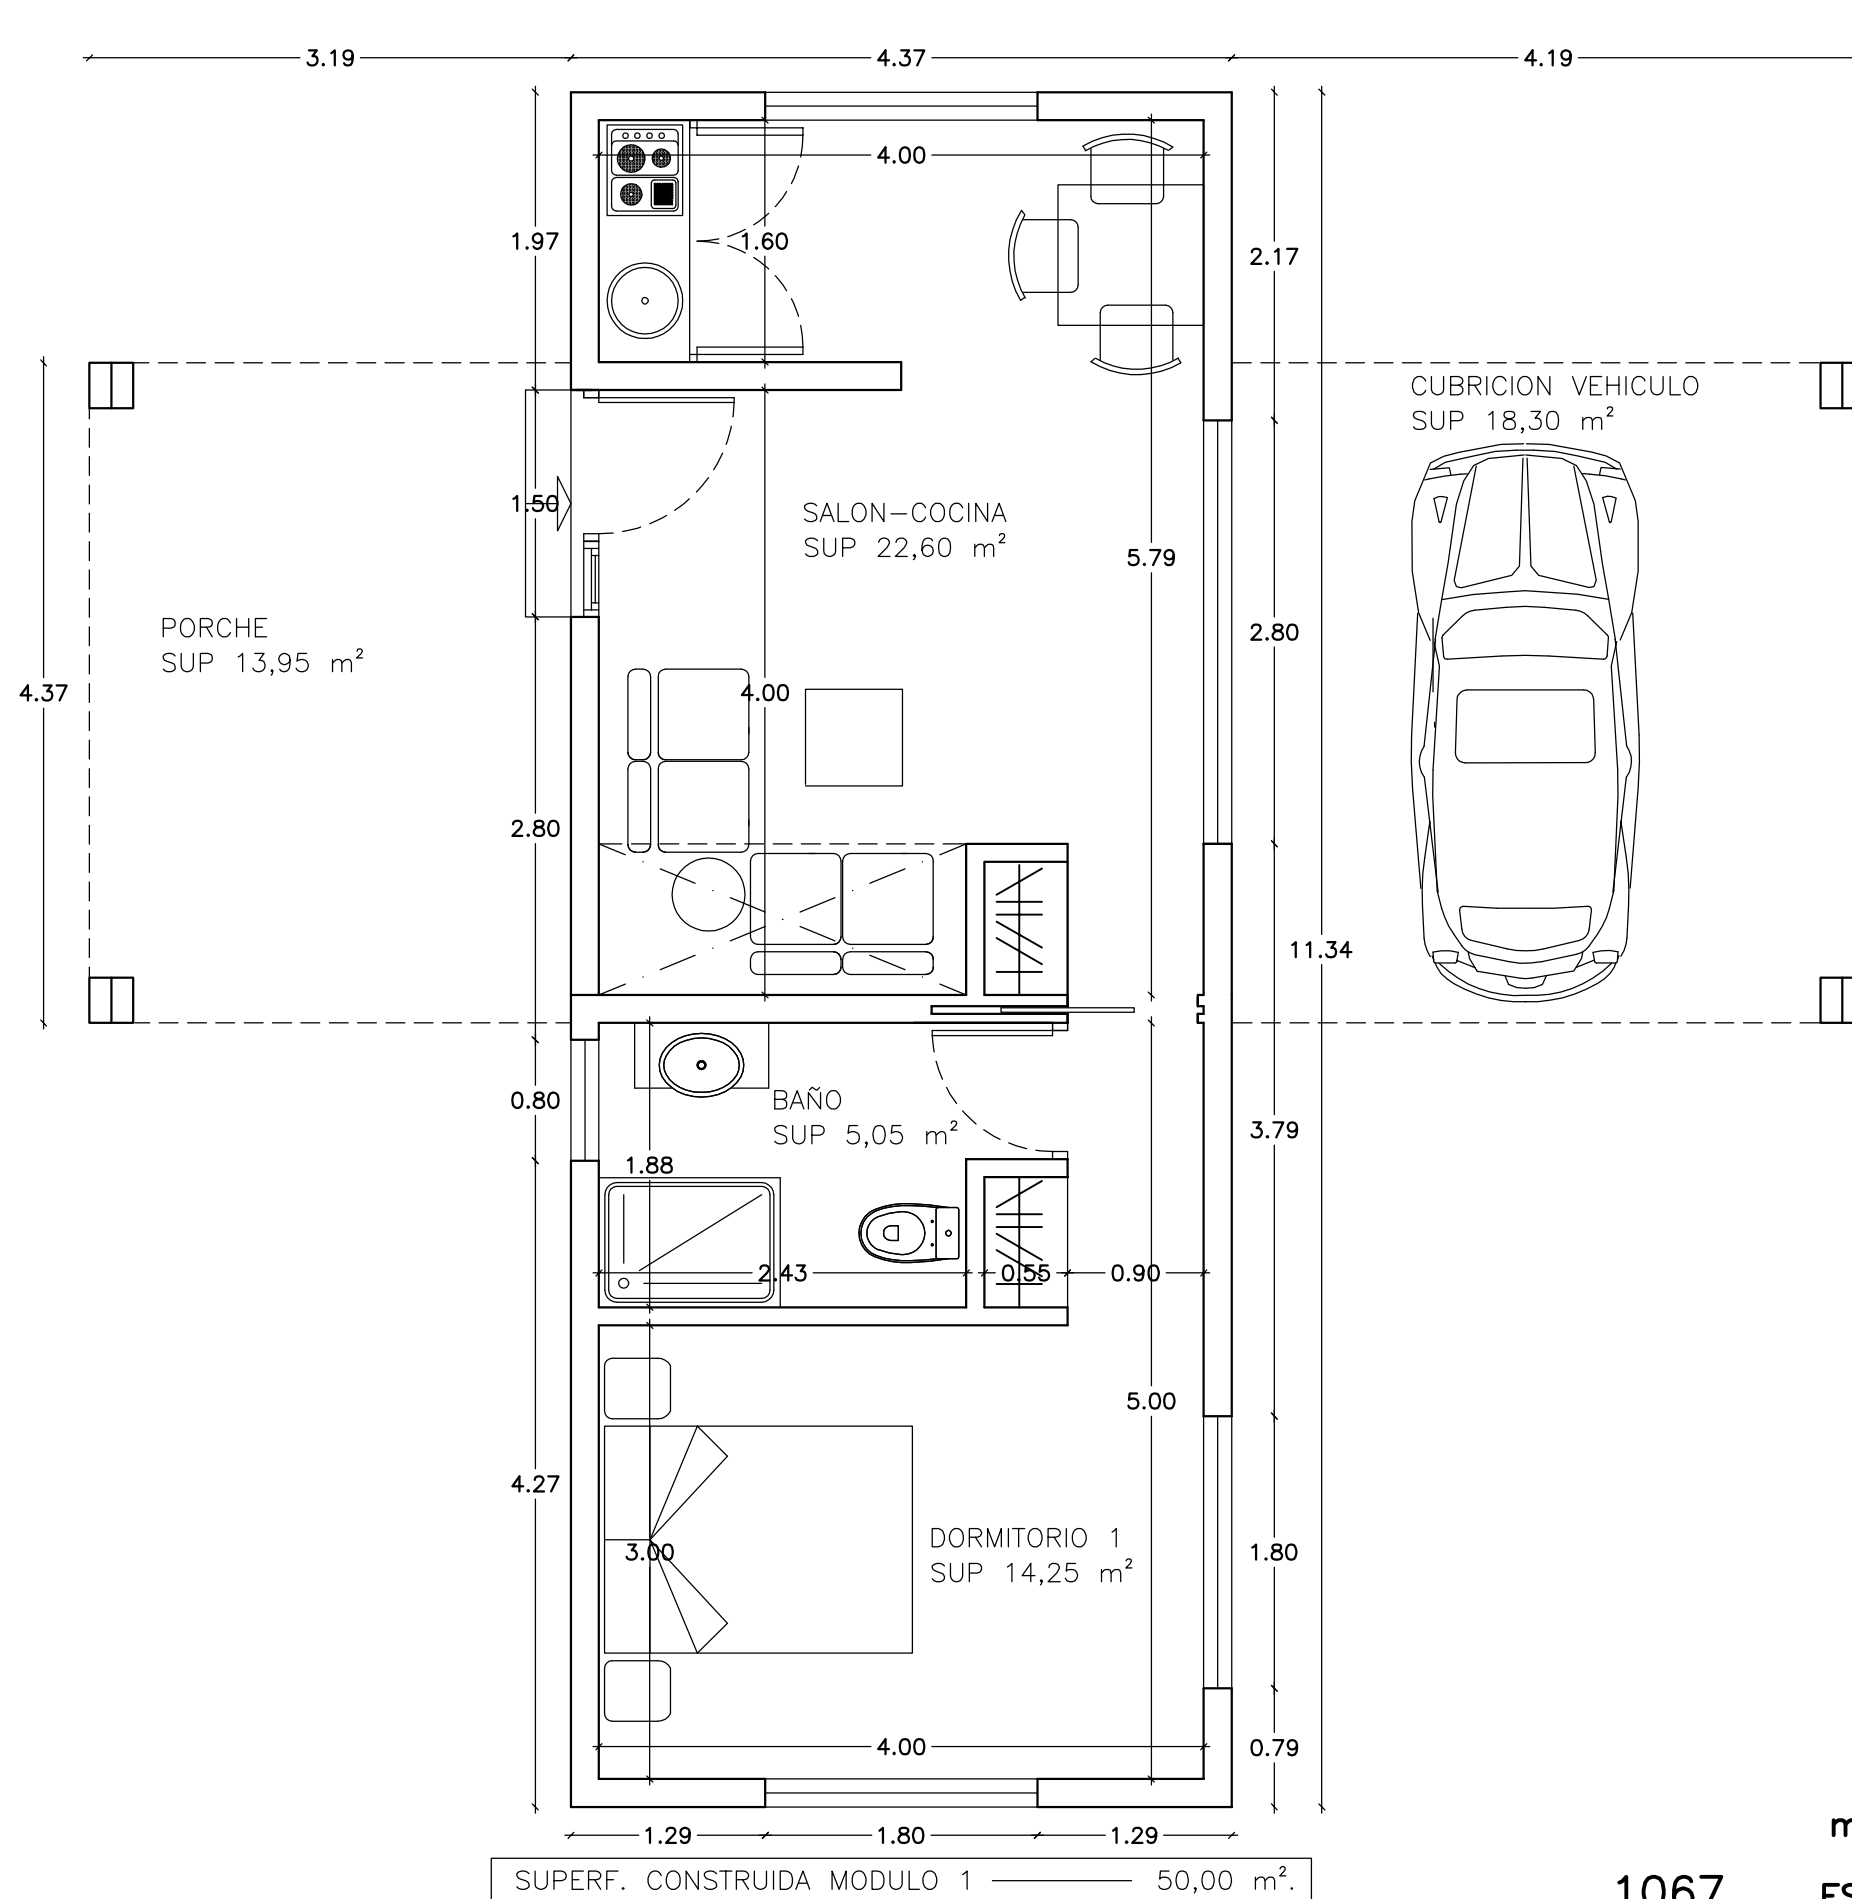 3.19
4.37
4.19
4.00
1.97
1.60
2.17
CUBRICION VEHICULO
SUP 18,30 m²
1.50
SALON-COCINA
SUP 22,60 m²
5.79
PORCHE
SUP 13,95 m²
2.80
4.37
4.00
2.80
11.34
0.80
BAÑO
SUP 5,05 m²
3.79
1.88
2.43
0.55
0.90
5.00
4.27
DORMITORIO 1
SUP 14,25 m²
3.00
1.80
4.00
0.79
1.29
1.80
1.29
SUPERF. CONSTRUIDA MODULO 1 50,00 m².
1067